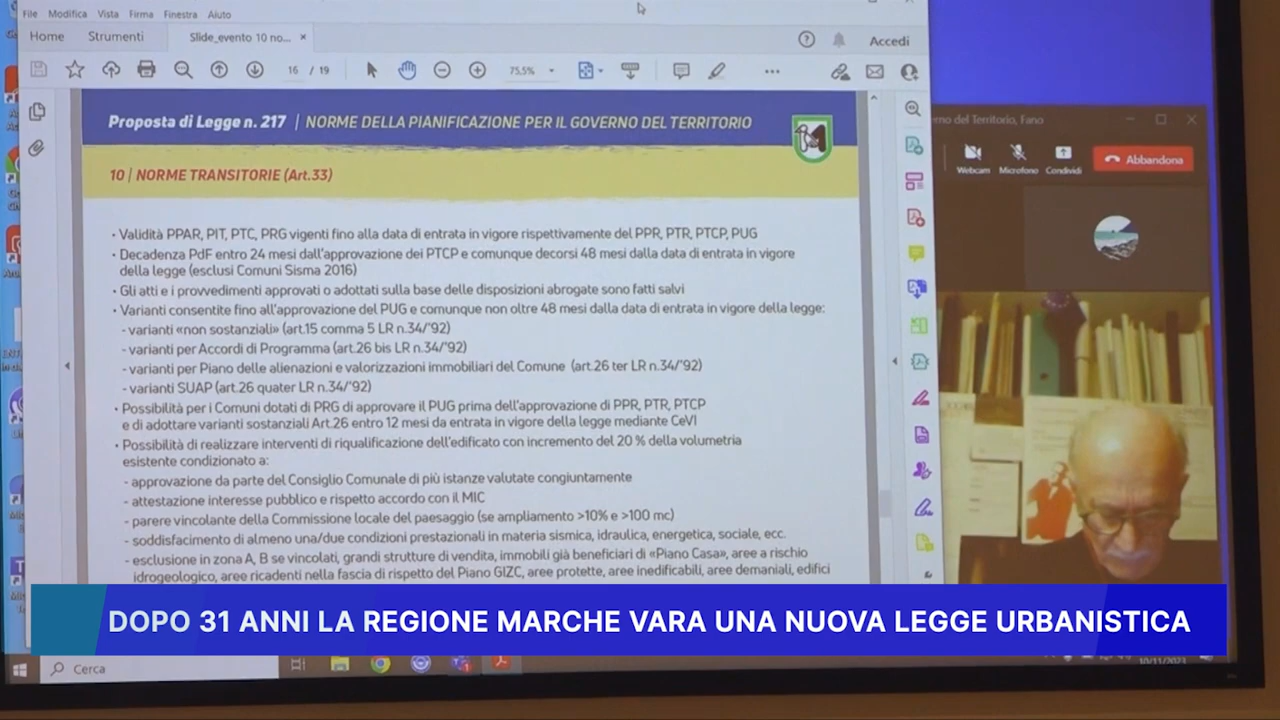 File Modifica Vista Firma Finestra Aiuto
Home Strumenti Slide_evento 10 no... × Accedi
16 / 19 75,5%
Proposta di Legge n. 217 | NORME DELLA PIANIFICAZIONE PER IL GOVERNO DEL TERRITORIO
10 | NORME TRANSITORIE (Art.33)
• Validità PPAR, PIT, PTC, PRG vigenti fino alla data di entrata in vigore rispettivamente del PPR, PTR, PTCP, PUG
• Decadenza PdF entro 24 mesi dall'approvazione dei PTCP e comunque decorsi 48 mesi dalla data di entrata in vigore
della legge (esclusi Comuni Sisma 2016)
• Gli atti e i provvedimenti approvati o adottati sulla base delle disposizioni abrogate sono fatti salvi
• Varianti consentite fino all'approvazione del PUG e comunque non oltre 48 mesi dalla data di entrata in vigore della legge:
- varianti «non sostanziali» (art.15 comma 5 LR n.34/'92)
- varianti per Accordi di Programma (art.26 bis LR n.34/'92)
- varianti per Piano delle alienazioni e valorizzazioni immobiliari del Comune (art.26 ter LR n.34/'92)
- varianti SUAP (art.26 quater LR n.34/'92)
• Possibilità per i Comuni dotati di PRG di approvare il PUG prima dell'approvazione di PPR, PTR, PTCP
e di adottare varianti sostanziali Art.26 entro 12 mesi da entrata in vigore della legge mediante CeVI
• Possibilità di realizzare interventi di riqualificazione dell'edificato con incremento del 20 % della volumetria
esistente condizionato a:
- approvazione da parte del Consiglio Comunale di più istanze valutate congiuntamente
- attestazione interesse pubblico e rispetto accordo con il MIC
- parere vincolante della Commissione locale del paesaggio (se ampliamento >10% e >100 mc)
- soddisfacimento di almeno una/due condizioni prestazionali in materia sismica, idraulica, energetica, sociale, ecc.
- esclusione in zona A, B se vincolati, grandi strutture di vendita, immobili già beneficiari di «Piano Casa», aree a rischio
idrogeologico, aree ricadenti nella fascia di rispetto del Piano GIZC, aree protette, aree inedificabili, aree demaniali, edifici
del Territorio, Fano
Webcam Microfono Condividi Abbandona
DOPO 31 ANNI LA REGIONE MARCHE VARA UNA NUOVA LEGGE URBANISTICA
Cerca
10/11/2023